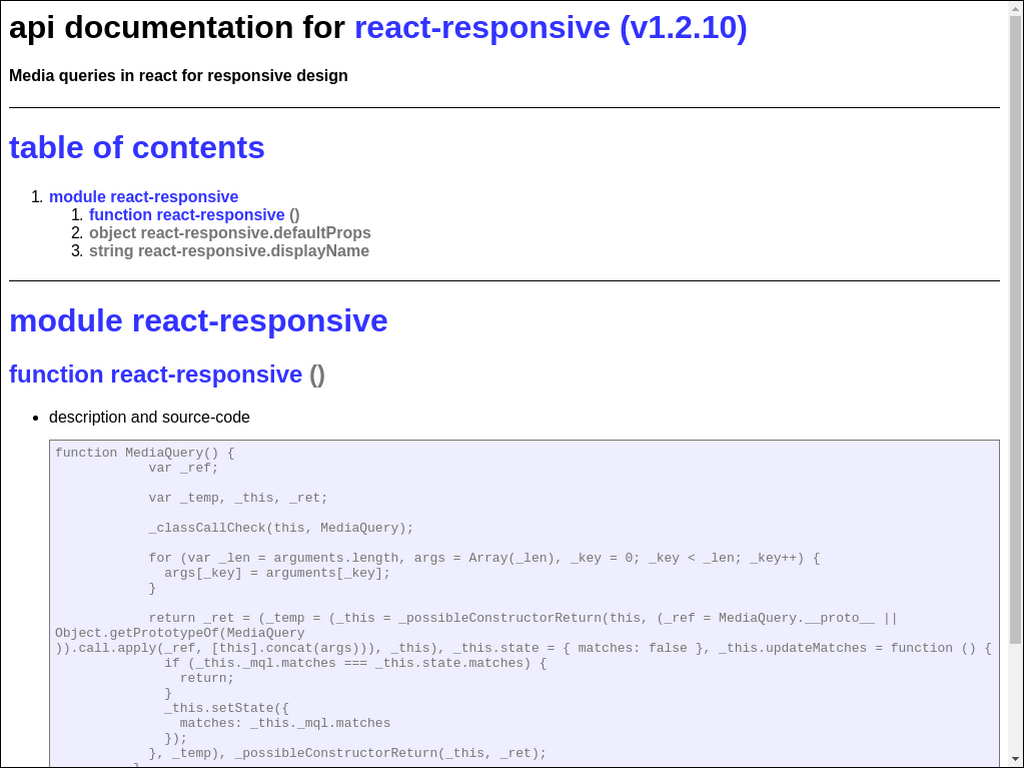 api documentation for react-responsive (v1.2.10)
Media queries in react for responsive design
table of contents
1. module react-responsive
1. function react-responsive ()
2. object react-responsive.defaultProps
3. string react-responsive.displayName
module react-responsive
function react-responsive ()
• description and source-code
function MediaQuery() {
            var _ref;

            var _temp, _this, _ret;

            _classCallCheck(this, MediaQuery);

            for (var _len = arguments.length, args = Array(_len), _key = 0; _key < _len; _key++) {
              args[_key] = arguments[_key];
            }

            return _ret = (_temp = (_this = _possibleConstructorReturn(this, (_ref = MediaQuery.__proto__ ||
Object.getPrototypeOf(MediaQuery
)).call.apply(_ref, [this].concat(args))), _this), _this.state = { matches: false }, _this.updateMatches = function () {
              if (_this._mql.matches === _this.state.matches) {
                return;
              }
              _this.setState({
                matches: _this._mql.matches
              });
            }, _temp), _possibleConstructorReturn(_this, _ret);
          }